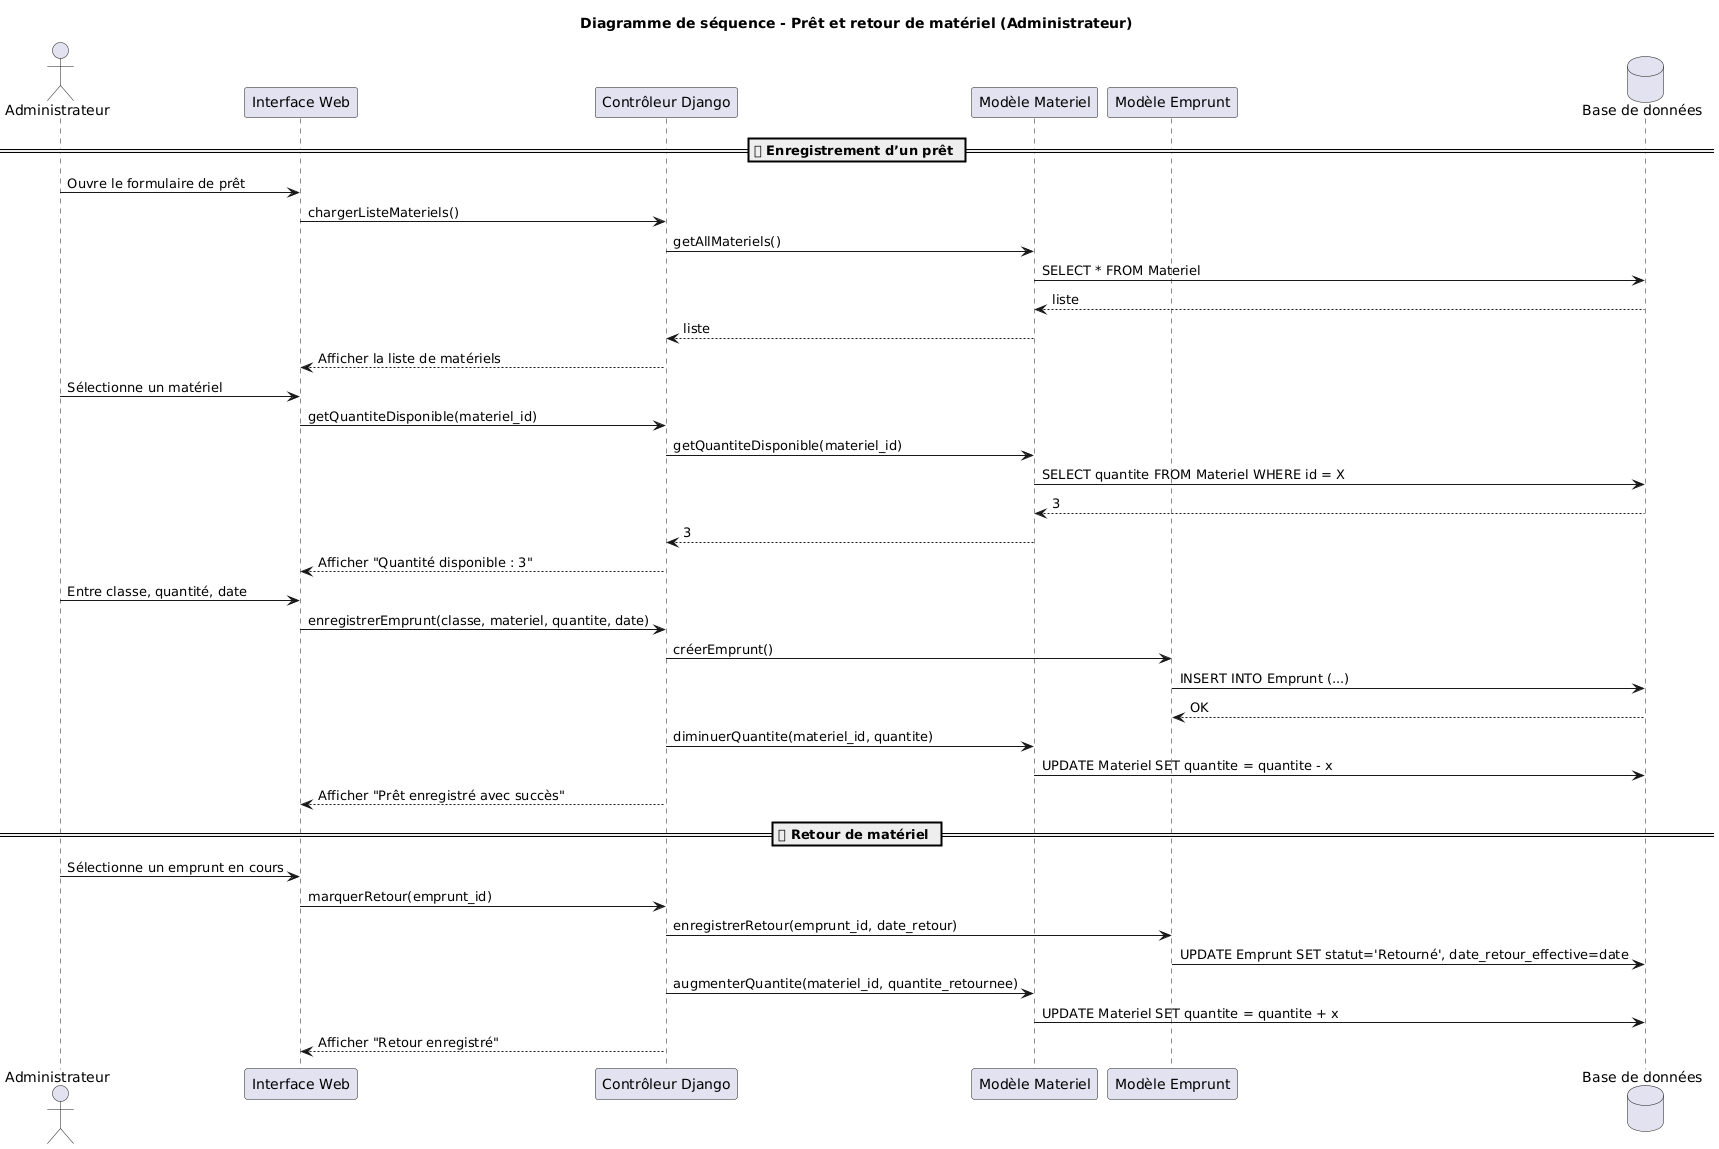 Diagramme de séquence - Prêt et retour de matériel (Administrateur)
Administrateur
Interface Web
Contrôleur Django
Modèle Materiel
Modèle Emprunt
Base de données
Enregistrement d’un prêt
Ouvre le formulaire de prêt
chargerListeMateriels()
getAllMateriels()
SELECT * FROM Materiel
liste
liste
Afficher la liste de matériels
Sélectionne un matériel
getQuantiteDisponible(materiel_id)
getQuantiteDisponible(materiel_id)
SELECT quantite FROM Materiel WHERE id = X
3
3
Afficher "Quantité disponible : 3"
Entre classe, quantité, date
enregistrerEmprunt(classe, materiel, quantite, date)
créerEmprunt()
INSERT INTO Emprunt (...)
OK
diminuerQuantite(materiel_id, quantite)
UPDATE Materiel SET quantite = quantite - x
Afficher "Prêt enregistré avec succès"
Retour de matériel
Sélectionne un emprunt en cours
marquerRetour(emprunt_id)
enregistrerRetour(emprunt_id, date_retour)
UPDATE Emprunt SET statut='Retourné', date_retour_effective=date
augmenterQuantite(materiel_id, quantite_retournee)
UPDATE Materiel SET quantite = quantite + x
Afficher "Retour enregistré"
Administrateur
Interface Web
Contrôleur Django
Modèle Materiel
Modèle Emprunt
Base de données